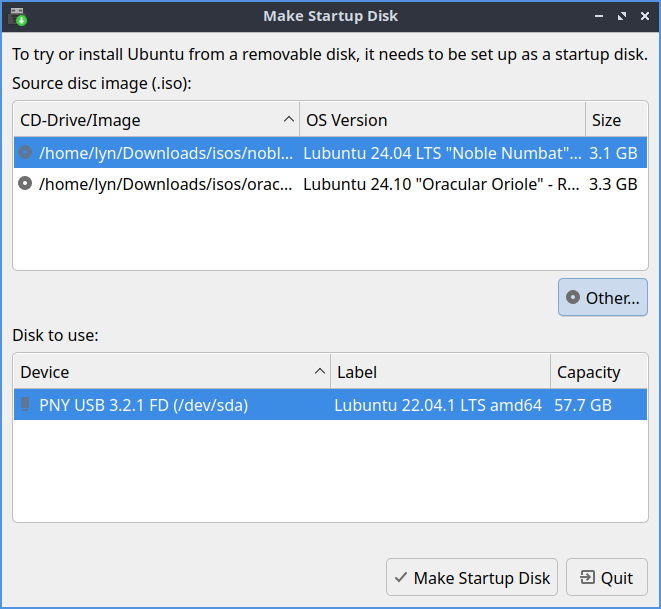 Make Startup Disk
To try or install Ubuntu from a removable disk, it needs to be set up as a startup disk.
Source disc image (.iso):
CD-Drive/Image OS Version Size
/home/lyn/Downloads/isos/nobl... Lubuntu 24.04 LTS "Noble Numbat"... 3.1 GB
/home/lyn/Downloads/isos/orac... Lubuntu 24.10 "Oracular Oriole" - R... 3.3 GB
Other...
Disk to use:
Device Label Capacity
PNY USB 3.2.1 FD (/dev/sda) Lubuntu 22.04.1 LTS amd64 57.7 GB
Make Startup Disk Quit